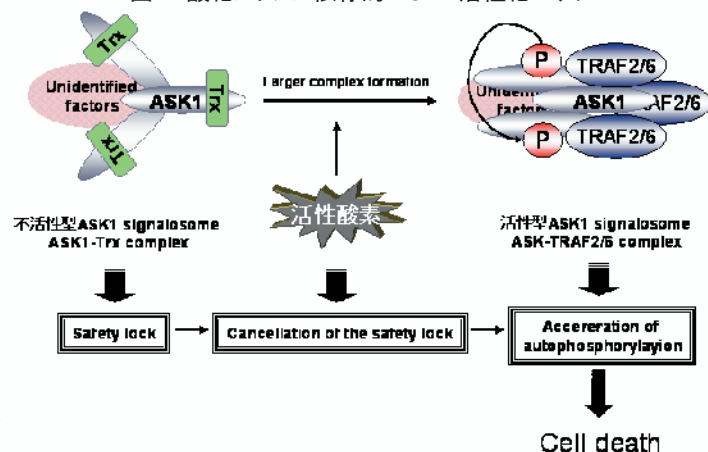 Trx
Unidentified
factors
ASK1
Trx
Trx
Larger complex formation
P
TRAF2/6
ASK1
AF2/6
P
TRAF2/6
活性酸素
不活性型ASK1 signalosome
ASK1-Trx complex
活性型ASK1 signalosome
ASK-TRAF2/6 complex
Safety lock
Cancellation of the safety lock
Accereration of
autophosphorylayion
Cell death